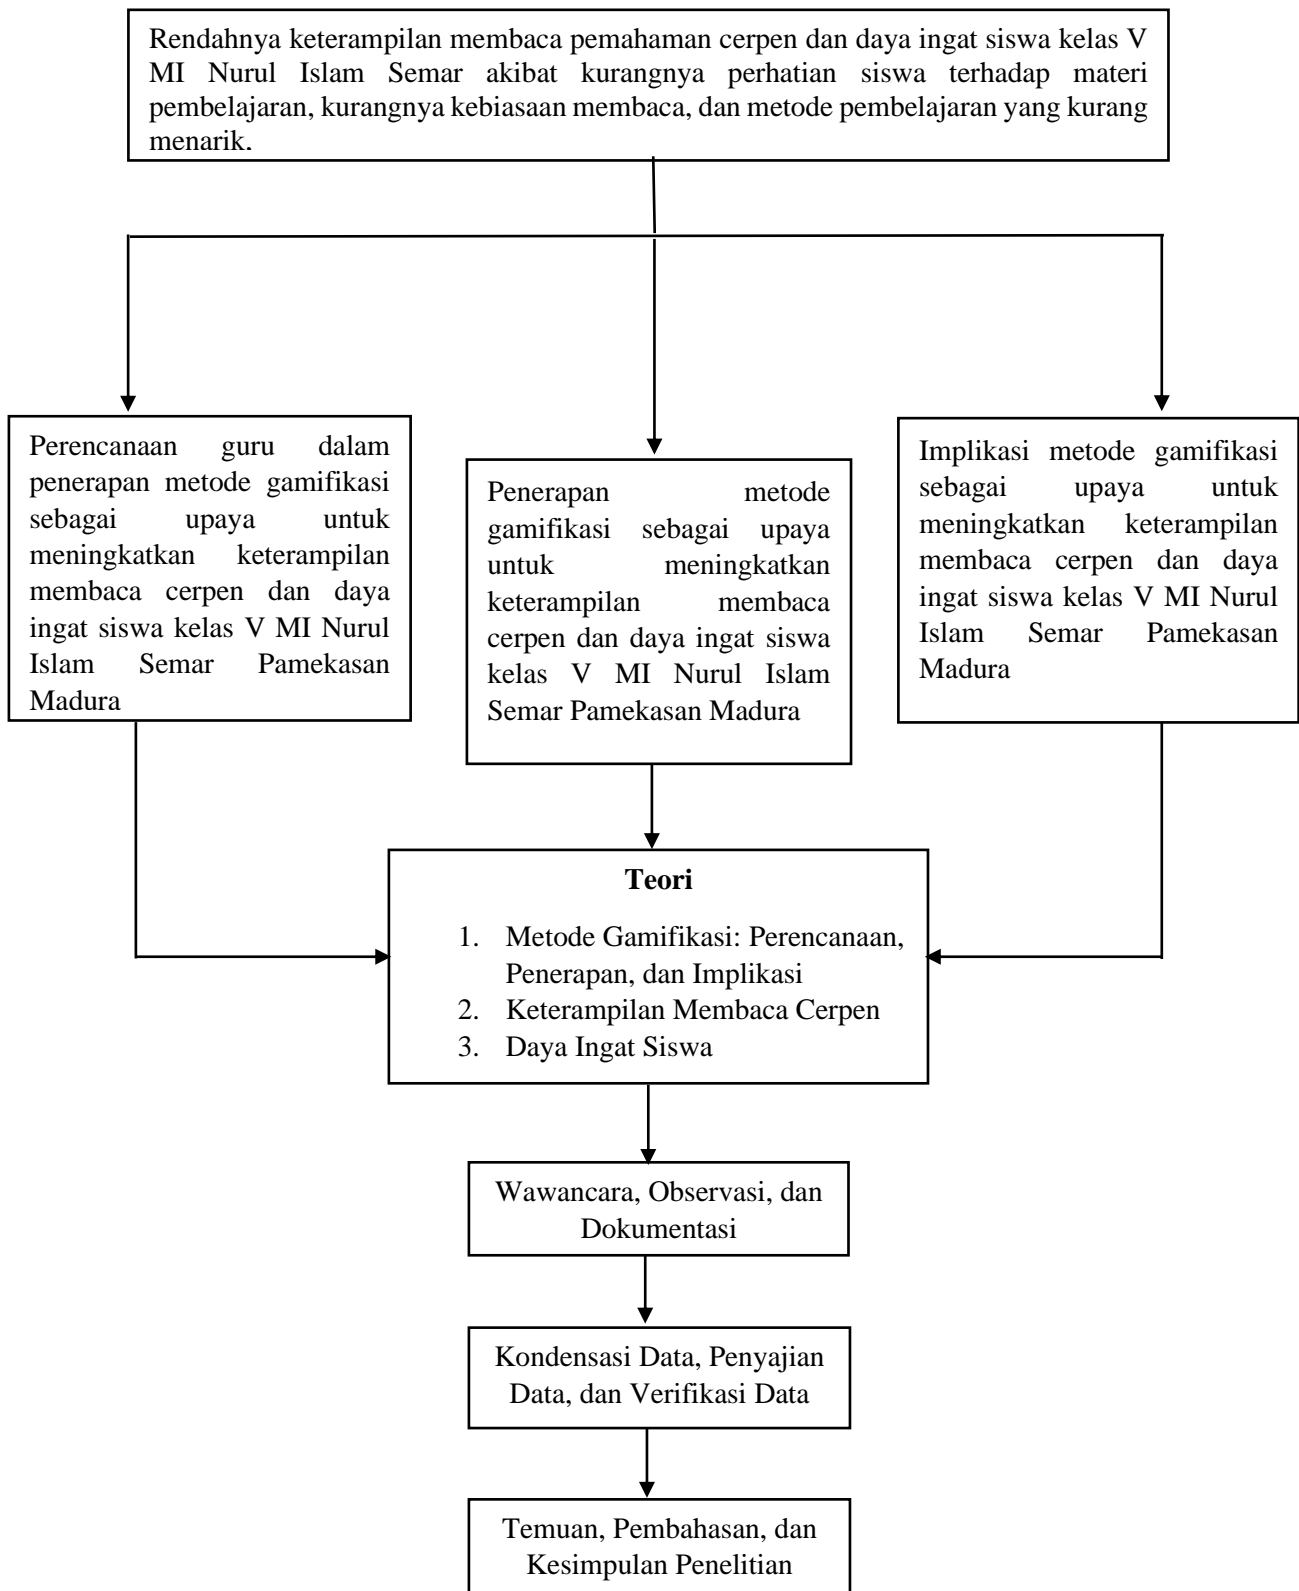 Rendahnya keterampilan membaca pemahaman cerpen dan daya ingat siswa kelas V
MI Nurul Islam Semar akibat kurangnya perhatian siswa terhadap materi
pembelajaran, kurangnya kebiasaan membaca, dan metode pembelajaran yang kurang
menarik.
Perencanaan guru dalam
penerapan metode gamifikasi
sebagai upaya untuk
meningkatkan keterampilan
membaca cerpen dan daya
ingat siswa kelas V MI Nurul
Islam Semar Pamekasan
Madura
Penerapan metode
gamifikasi sebagai upaya
untuk meningkatkan
keterampilan membaca
cerpen dan daya ingat siswa
kelas V MI Nurul Islam
Semar Pamekasan Madura
Implikasi metode gamifikasi
sebagai upaya untuk
meningkatkan keterampilan
membaca cerpen dan daya
ingat siswa kelas V MI Nurul
Islam Semar Pamekasan
Madura
Teori
1. Metode Gamifikasi: Perencanaan,
Penerapan, dan Implikasi
2. Keterampilan Membaca Cerpen
3. Daya Ingat Siswa
Wawancara, Observasi, dan
Dokumentasi
Kondensasi Data, Penyajian
Data, dan Verifikasi Data
Temuan, Pembahasan, dan
Kesimpulan Penelitian